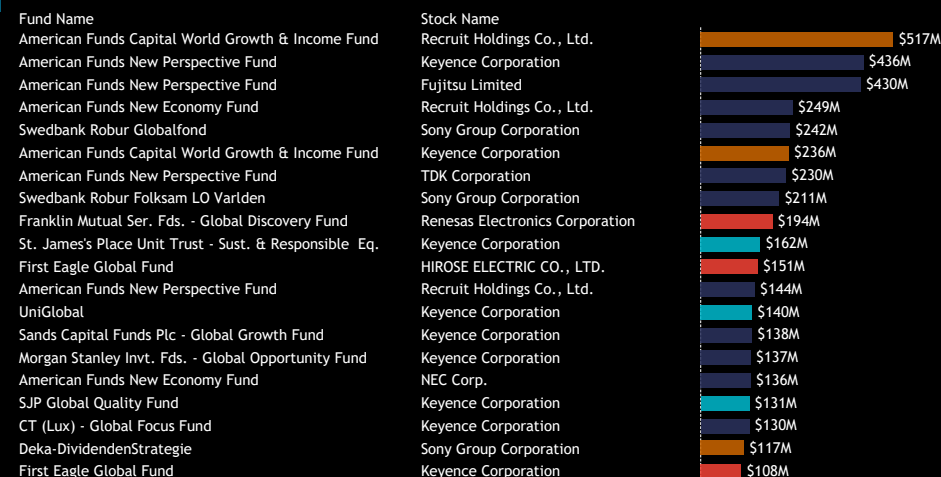 Fund Name Stock Name
American Funds Capital World Growth & Income Fund Recruit Holdings Co., Ltd. $517M
American Funds New Perspective Fund Keyence Corporation $436M
American Funds New Perspective Fund Fujitsu Limited $430M
American Funds New Economy Fund Recruit Holdings Co., Ltd. $249M
Swedbank Robur Globalfond Sony Group Corporation $242M
American Funds Capital World Growth & Income Fund Keyence Corporation $236M
American Funds New Perspective Fund TDK Corporation $230M
Swedbank Robur Folksam LO Varlden Sony Group Corporation $211M
Franklin Mutual Ser. Fds. - Global Discovery Fund Renesas Electronics Corporation $194M
St. James's Place Unit Trust - Sust. & Responsible Eq. Keyence Corporation $162M
First Eagle Global Fund HIROSE ELECTRIC CO., LTD. $151M
American Funds New Perspective Fund Recruit Holdings Co., Ltd. $144M
UniGlobal Keyence Corporation $140M
Sands Capital Funds Plc - Global Growth Fund Keyence Corporation $138M
Morgan Stanley Invt. Fds. - Global Opportunity Fund Keyence Corporation $137M
American Funds New Economy Fund NEC Corp. $136M
SJP Global Quality Fund Keyence Corporation $131M
CT (Lux) - Global Focus Fund Keyence Corporation $130M
Deka-DividendenStrategie Sony Group Corporation $117M
First Eagle Global Fund Keyence Corporation $108M